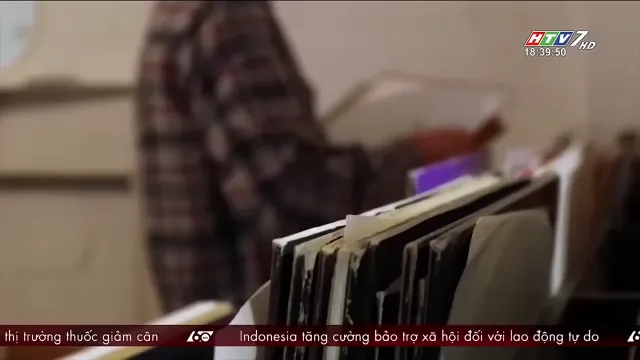 HTV7 HD
18:39:50
thị trường thuốc giảm cân 60 Indonesia tăng cường bảo trợ xã hội đối với lao động tự do